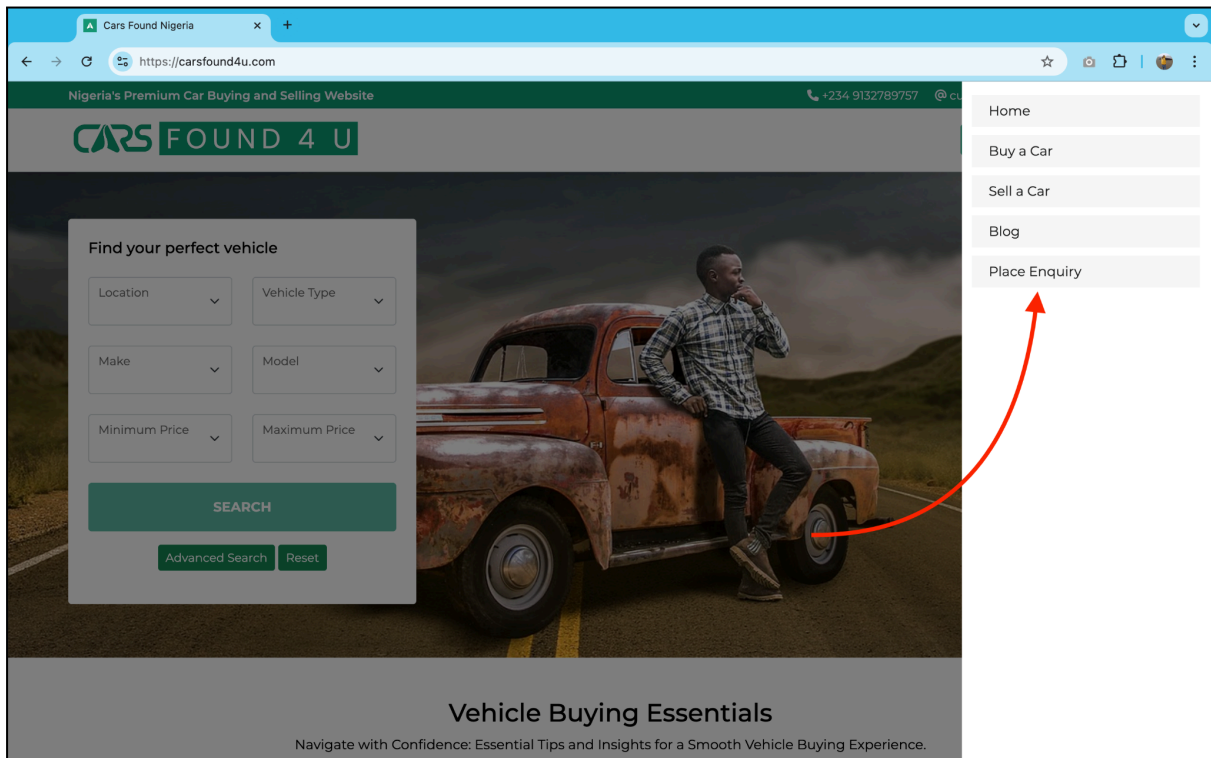 Cars Found Nigeria
https://carsfound4u.com
Nigeria's Premium Car Buying and Selling Website
+234 9132789757 @ cu
CARS FOUND 4 U
Home
Buy a Car
Sell a Car
Blog
Place Enquiry
Find your perfect vehicle
Location Vehicle Type
Make Model
Minimum Price Maximum Price
SEARCH
Advanced Search Reset
Vehicle Buying Essentials
Navigate with Confidence: Essential Tips and Insights for a Smooth Vehicle Buying Experience.